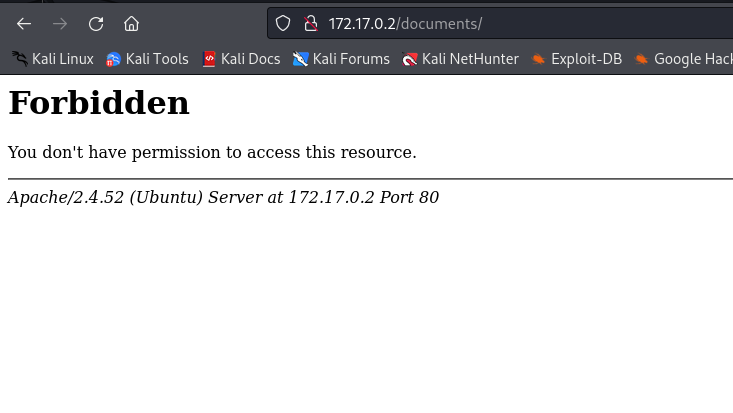 172.17.0.2/documents/
Kali Linux Kali Tools Kali Docs Kali Forums Kali NetHunter Exploit-DB Google Hack
Forbidden
You don't have permission to access this resource.
Apache/2.4.52 (Ubuntu) Server at 172.17.0.2 Port 80